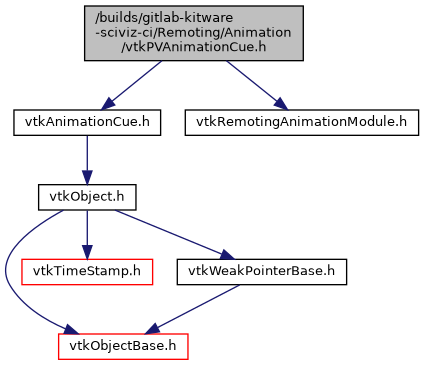 /builds/gitlab-kitware
-sciviz-ci/Remoting/Animation
/vtkPVAnimationCue.h
vtkAnimationCue.h
vtkRemotingAnimationModule.h
vtkObject.h
vtkTimeStamp.h
vtkWeakPointerBase.h
vtkObjectBase.h